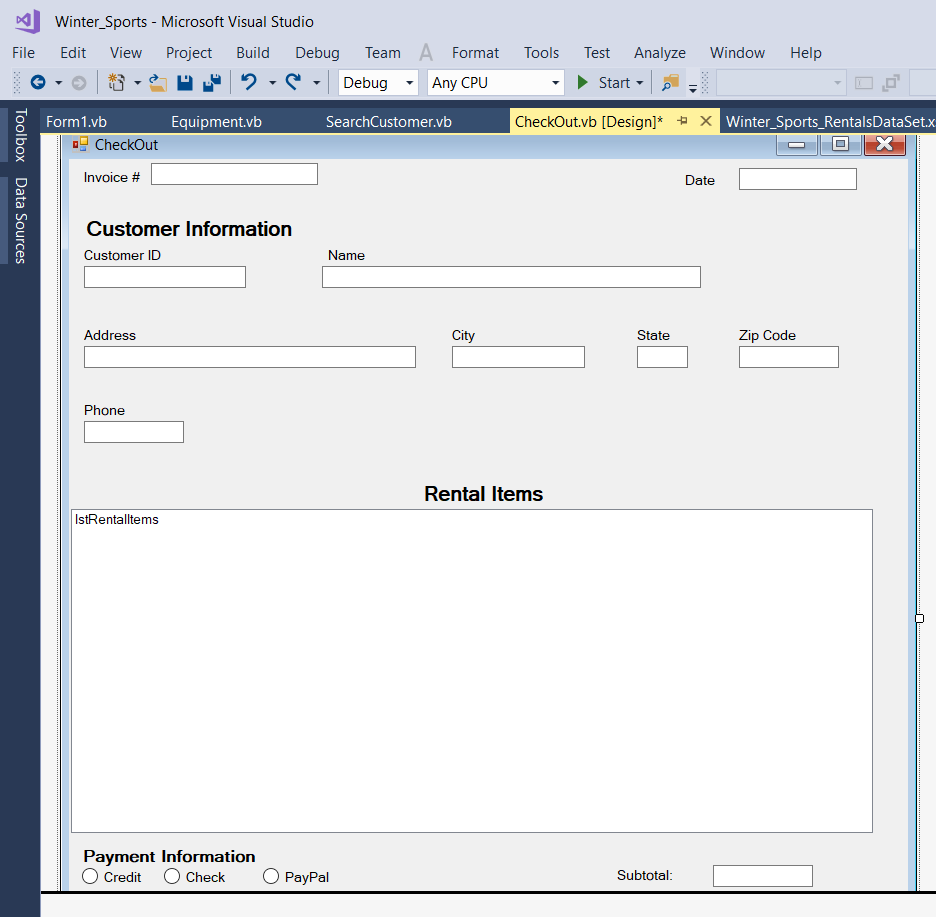 Winter_Sports - Microsoft Visual Studio
File Edit View Project Build Debug Team A Format Tools Test Analyze Window Help
Debug Any CPU Start
Toolbox
Data Sources
Form1.vb Equipment.vb SearchCustomer.vb CheckOut.vb [Design]* Winter_Sports_RentalsDataSet.x
CheckOut
Invoice # Date
Customer Information
Customer ID Name
Address City State Zip Code
Phone
Rental Items
lstRentalItems
Payment Information
Credit Check PayPal Subtotal: